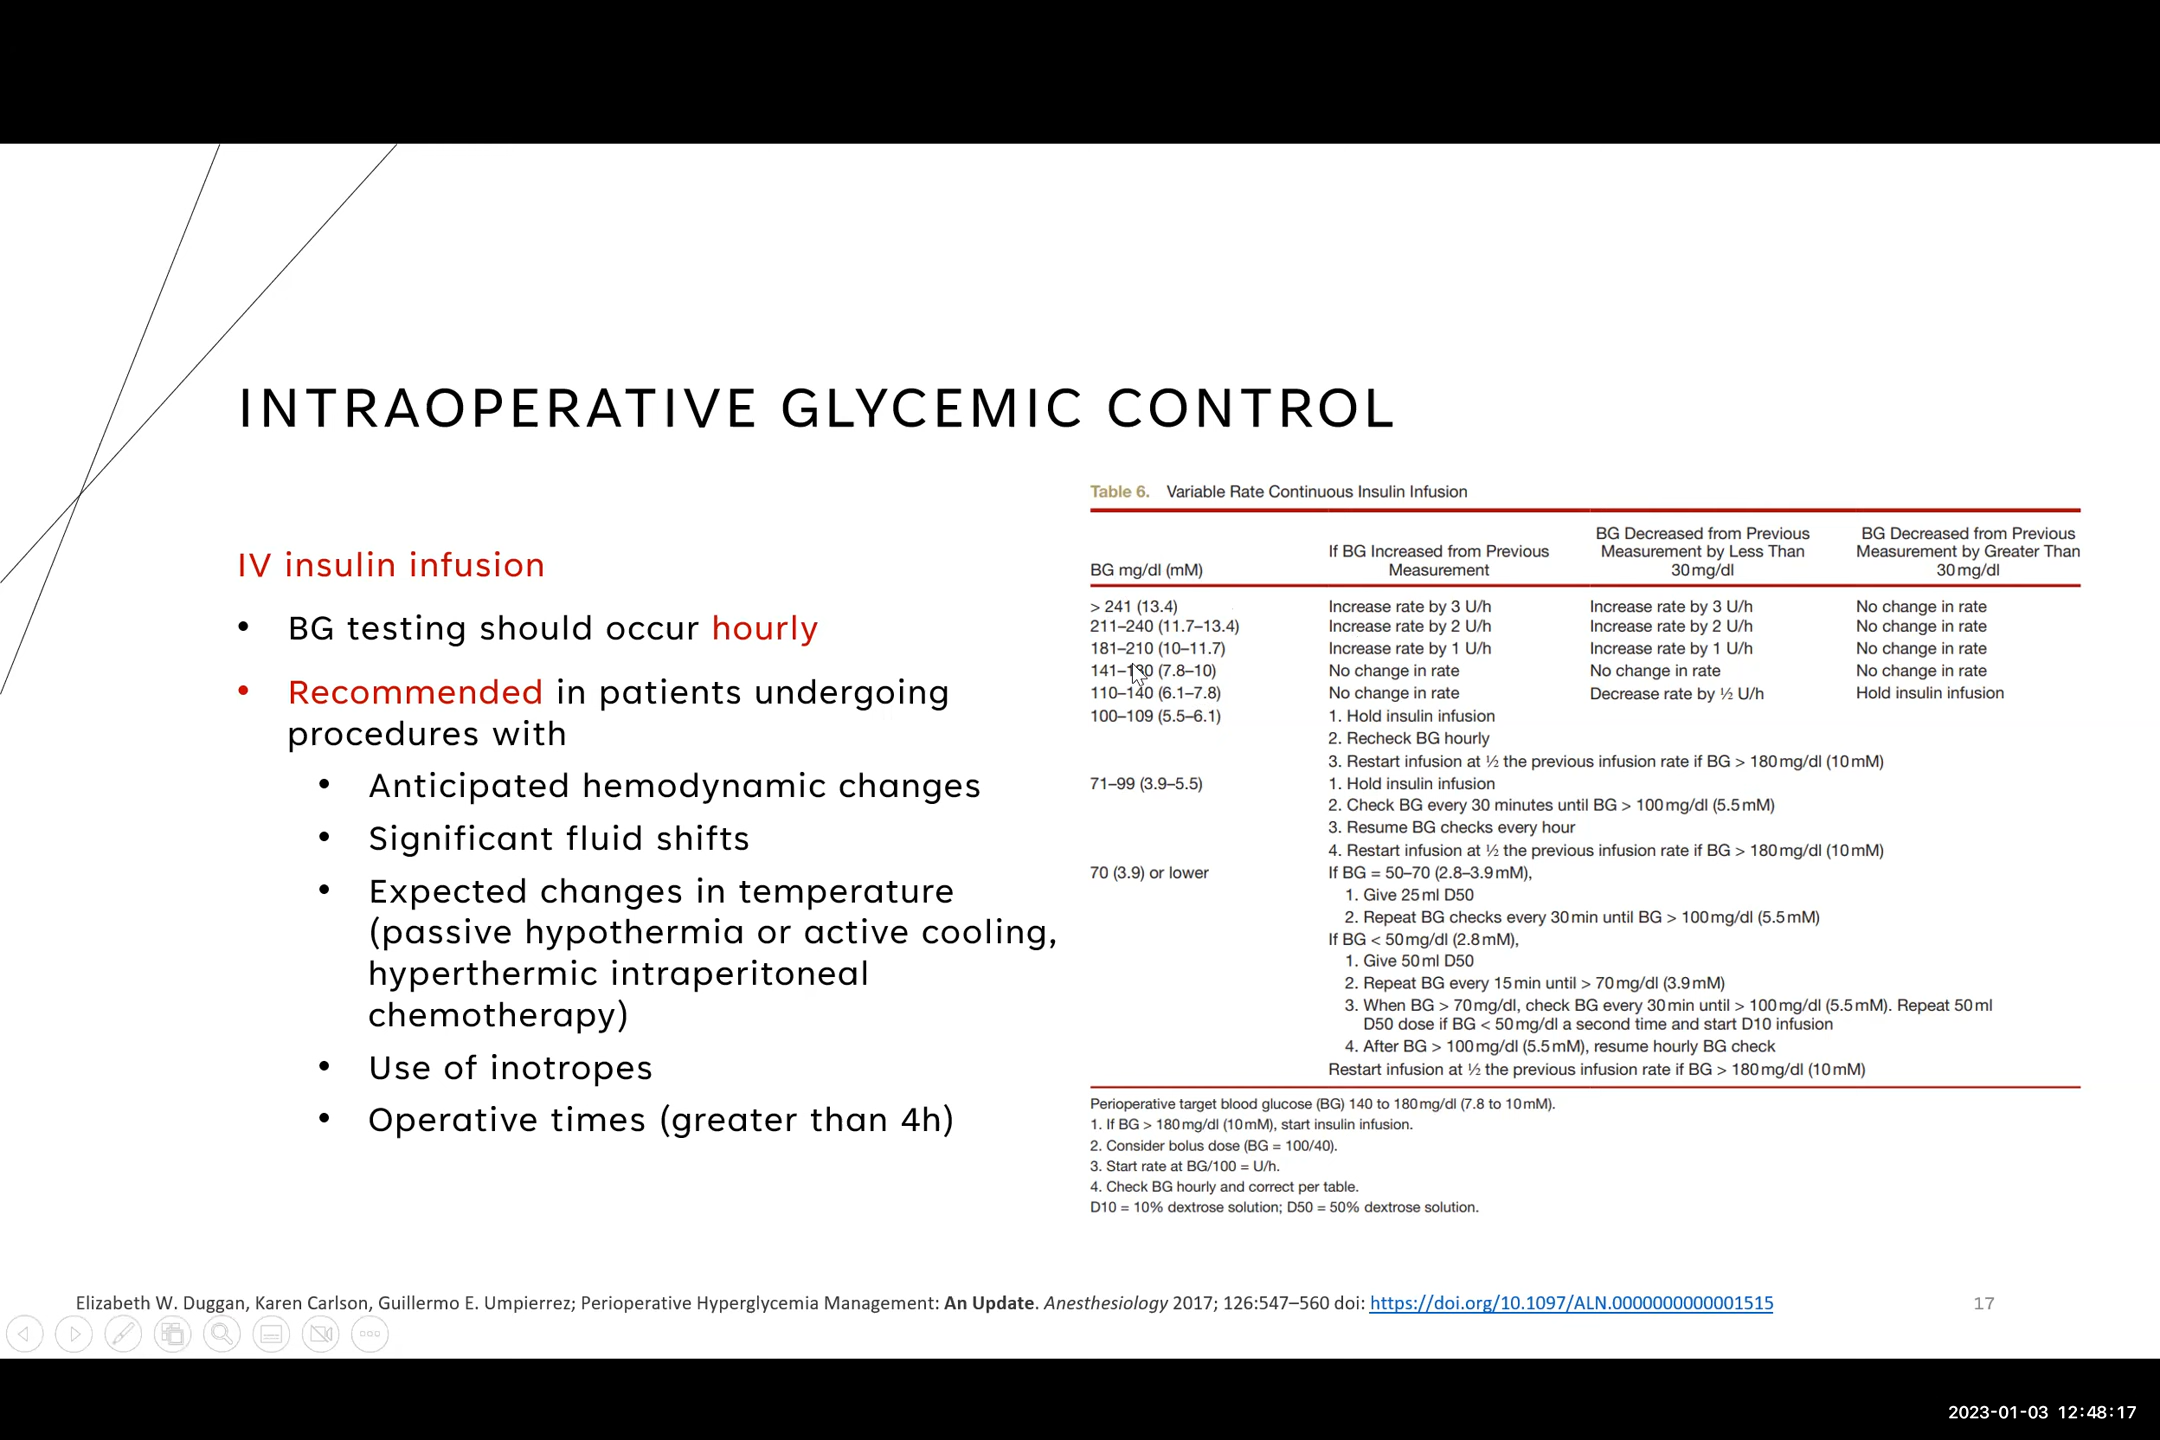 INTRAOPERATIVE GLYCEMIC CONTROL
IV insulin infusion
• BG testing should occur hourly
• Recommended in patients undergoing
procedures with
• Anticipated hemodynamic changes
• Significant fluid shifts
• Expected changes in temperature
(passive hypothermia or active cooling,
hyperthermic intraperitoneal
chemotherapy)
• Use of inotropes
• Operative times (greater than 4h)
Table 6. Variable Rate Continuous Insulin Infusion
BG mg/dl (mM)
If BG Increased from Previous
Measurement
BG Decreased from Previous
Measurement by Less Than
30 mg/dl
BG Decreased from Previous
Measurement by Greater Than
30 mg/dl
> 241 (13.4) Increase rate by 3 U/h Increase rate by 3 U/h No change in rate
211–240 (11.7–13.4) Increase rate by 2 U/h Increase rate by 2 U/h No change in rate
181–210 (10–11.7) Increase rate by 1 U/h Increase rate by 1 U/h No change in rate
141–180 (7.8–10) No change in rate No change in rate No change in rate
110–140 (6.1–7.8) No change in rate Decrease rate by ½ U/h Hold insulin infusion
100–109 (5.5–6.1) 1. Hold insulin infusion
2. Recheck BG hourly
3. Restart infusion at ½ the previous infusion rate if BG > 180 mg/dl (10 mM)
71–99 (3.9–5.5) 1. Hold insulin infusion
2. Check BG every 30 minutes until BG > 100 mg/dl (5.5 mM)
3. Resume BG checks every hour
4. Restart infusion at ½ the previous infusion rate if BG > 180 mg/dl (10 mM)
70 (3.9) or lower If BG = 50–70 (2.8–3.9 mM),
1. Give 25 ml D50
2. Repeat BG checks every 30 min until BG > 100 mg/dl (5.5 mM)
If BG < 50 mg/dl (2.8 mM),
1. Give 50 ml D50
2. Repeat BG every 15 min until > 70 mg/dl (3.9 mM)
3. When BG > 70 mg/dl, check BG every 30 min until > 100 mg/dl (5.5 mM). Repeat 50 ml
D50 dose if BG < 50 mg/dl a second time and start D10 infusion
4. After BG > 100 mg/dl (5.5 mM), resume hourly BG check
Restart infusion at ½ the previous infusion rate if BG > 180 mg/dl (10 mM)
Perioperative target blood glucose (BG) 140 to 180 mg/dl (7.8 to 10 mM).
1. If BG > 180 mg/dl (10 mM), start insulin infusion.
2. Consider bolus dose (BG = 100/40).
3. Start rate at BG/100 = U/h.
4. Check BG hourly and correct per table.
D10 = 10% dextrose solution; D50 = 50% dextrose solution.
Elizabeth W. Duggan, Karen Carlson, Guillermo E. Umpierrez; Perioperative Hyperglycemia Management: An Update. Anesthesiology 2017; 126:547–560 doi: https://doi.org/10.1097/ALN.0000000000001515
17
2023-01-03 12:48:17